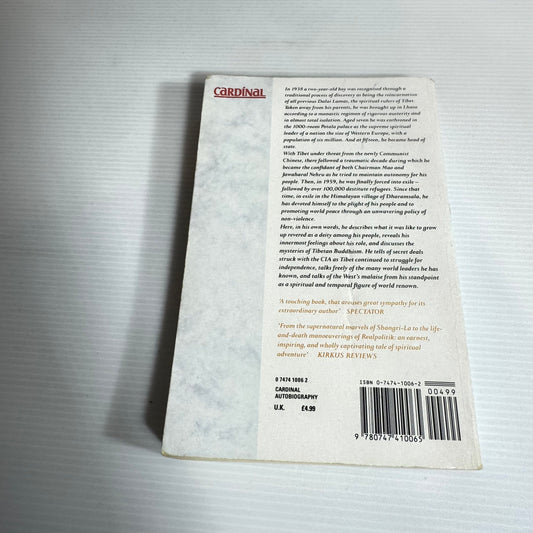 CARDINAL
In 1938 a two-year-old boy was recognised through a
traditional process of discovery as being the reincarnation
of all previous Dalai Lamas, the spiritual rulers of Tibet.
Taken away from his parents, he was brought up in Lhasa
according to a monastic regimen of rigorous austerity and
in almost total isolation. Aged seven he was enthroned in
the 1000-room Potala palace as the supreme spiritual
leader of a nation the size of Western Europe, with a
population of six million. And at fifteen, he became head of
state.
With Tibet under threat from the newly Communist
Chinese, there followed a traumatic decade during which he
became the confidant of both Chairman Mao and
Jawaharal Nehru as he tried to maintain autonomy for his
people. Then, in 1959, he was finally forced into exile –
followed by over 100,000 destitute refugees. Since that
time, in exile in the Himalayan village of Dharamsala, he
has devoted himself to the plight of his people and to
promoting world peace through an unwavering policy of
non-violence.
Here, in his own words, he describes what it was like to grow
up revered as a deity among his people, reveals his
innermost feelings about his role, and discusses the
mysteries of Tibetan Buddhism. He tells of secret deals
struck with the CIA as Tibet continued to struggle for
independence, talks freely of the many world leaders he has
known, and talks of the West's malaise from his standpoint
as a spiritual and temporal figure of world renown.
'A touching book, that arouses great sympathy for its
extraordinary author' SPECTATOR
'From the supernatural marvels of Shangri-La to the life-
and-death manoeuverings of Realpolitik: an earnest,
inspiring, and wholly captivating tale of spiritual
adventure' KIRKUS REVIEWS
0 7474 1006 2
CARDINAL
AUTOBIOGRAPHY
U.K. £4.99
ISBN 0-7474-1006-2
00499
9 780747 410065